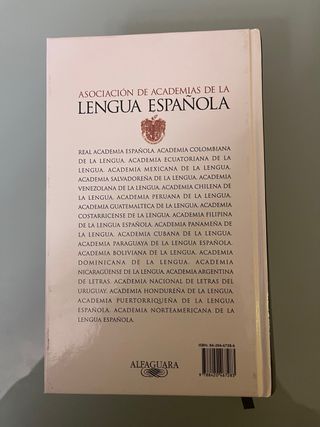 ASOCIACIÓN DE ACADEMIAS DE LA
LENGUA ESPAÑOLA
REAL ACADEMIA ESPAÑOLA. ACADEMIA COLOMBIANA
DE LA LENGUA. ACADEMIA ECUATORIANA DE LA
LENGUA. ACADEMIA MEXICANA DE LA LENGUA.
ACADEMIA SALVADOREÑA DE LA LENGUA. ACADEMIA
VENEZOLANA DE LA LENGUA. ACADEMIA CHILENA DE
LA LENGUA. ACADEMIA PERUANA DE LA LENGUA.
ACADEMIA GUATEMALTECA DE LA LENGUA. ACADEMIA
COSTARRICENSE DE LA LENGUA. ACADEMIA FILIPINA
DE LA LENGUA ESPAÑOLA. ACADEMIA PANAMEÑA DE
LA LENGUA. ACADEMIA CUBANA DE LA LENGUA.
ACADEMIA PARAGUAYA DE LA LENGUA ESPAÑOLA.
ACADEMIA BOLIVIANA DE LA LENGUA. ACADEMIA
DOMINICANA DE LA LENGUA. ACADEMIA
NICARAGÜENSE DE LA LENGUA. ACADEMIA ARGENTINA
DE LETRAS. ACADEMIA NACIONAL DE LETRAS DEL
URUGUAY. ACADEMIA HONDUREÑA DE LA LENGUA.
ACADEMIA PUERTORRIQUEÑA DE LA LENGUA
ESPAÑOLA. ACADEMIA NORTEAMERICANA DE LA
LENGUA ESPAÑOLA.
ALFAGUARA